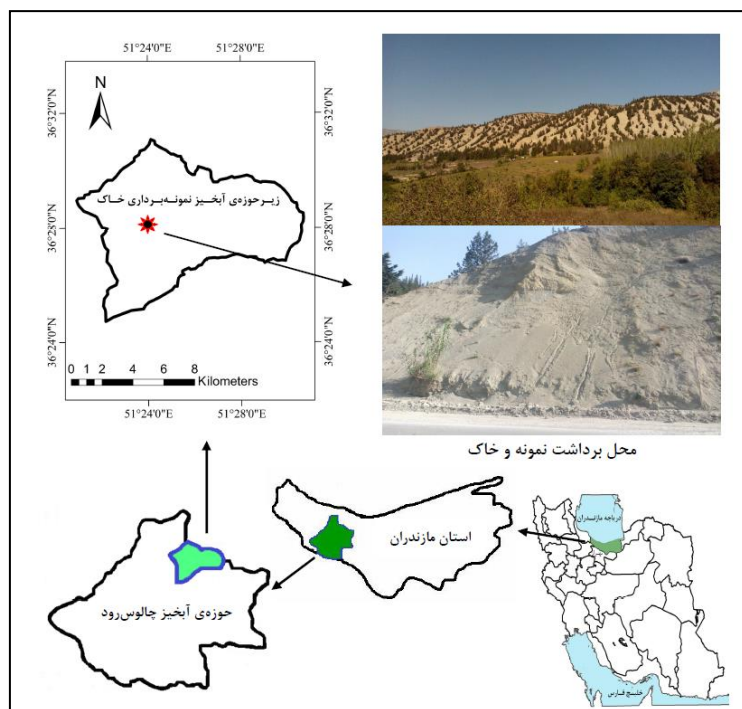 51°24'0"E
51°28'0"E
N
36°32'0"N
36°32'0"N
زیرحوزه‌ی آبخیز نمونه‌برداری خاک
36°28'0"N
36°28'0"N
36°24'0"N
36°24'0"N
0 1 2 4 6 8
Kilometers
51°24'0"E
51°28'0"E
محل برداشت نمونه و خاک
استان مازندران
دریاچه مازندران
حوزه‌ی آبخیز چالوس‌رود
خلیج فارس